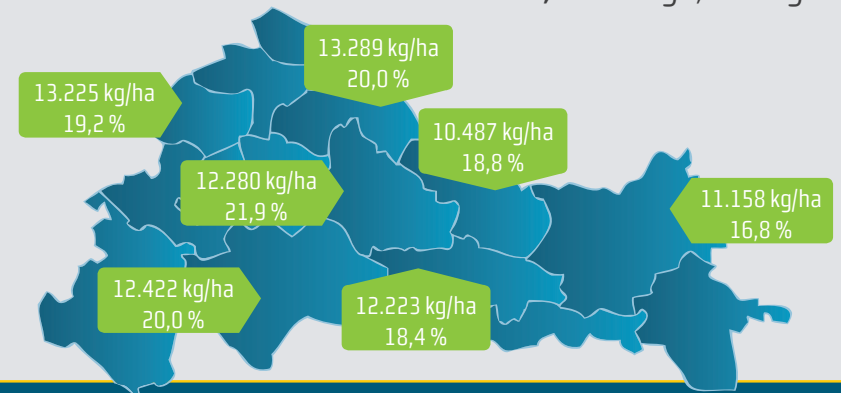 13.289 kg/ha
20,0 %
13.225 kg/ha
19,2 %
10.487 kg/ha
18,8 %
12.280 kg/ha
21,9 %
11.158 kg/ha
16,8 %
12.422 kg/ha
20,0 %
12.223 kg/ha
18,4 %